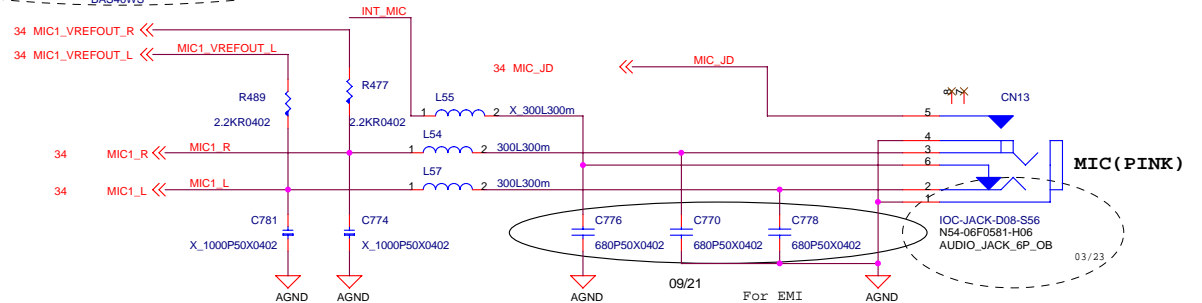 INT_MIC
34 MIC1_VREFOUT_R
34 MIC1_VREFOUT_L
MIC1_VREFOUT_L
34 MIC_JD
MIC_JD
R489
R477
2.2KR0402
2.2KR0402
L55
1
2
X_300L300m
L54
1
2
300L300m
L57
1
2
300L300m
34 MIC1_R
MIC1_R
34 MIC1_L
MIC1_L
CN13
5
4
3
6
2
1
MIC(PINK)
C781
X_1000P50X0402
C774
X_1000P50X0402
C776
680P50X0402
C770
680P50X0402
C778
680P50X0402
IOC-JACK-D08-S56
N54-06F0581-H06
AUDIO_JACK_6P_OB
03/23
09/21
For EMI
AGND
AGND
AGND
AGND